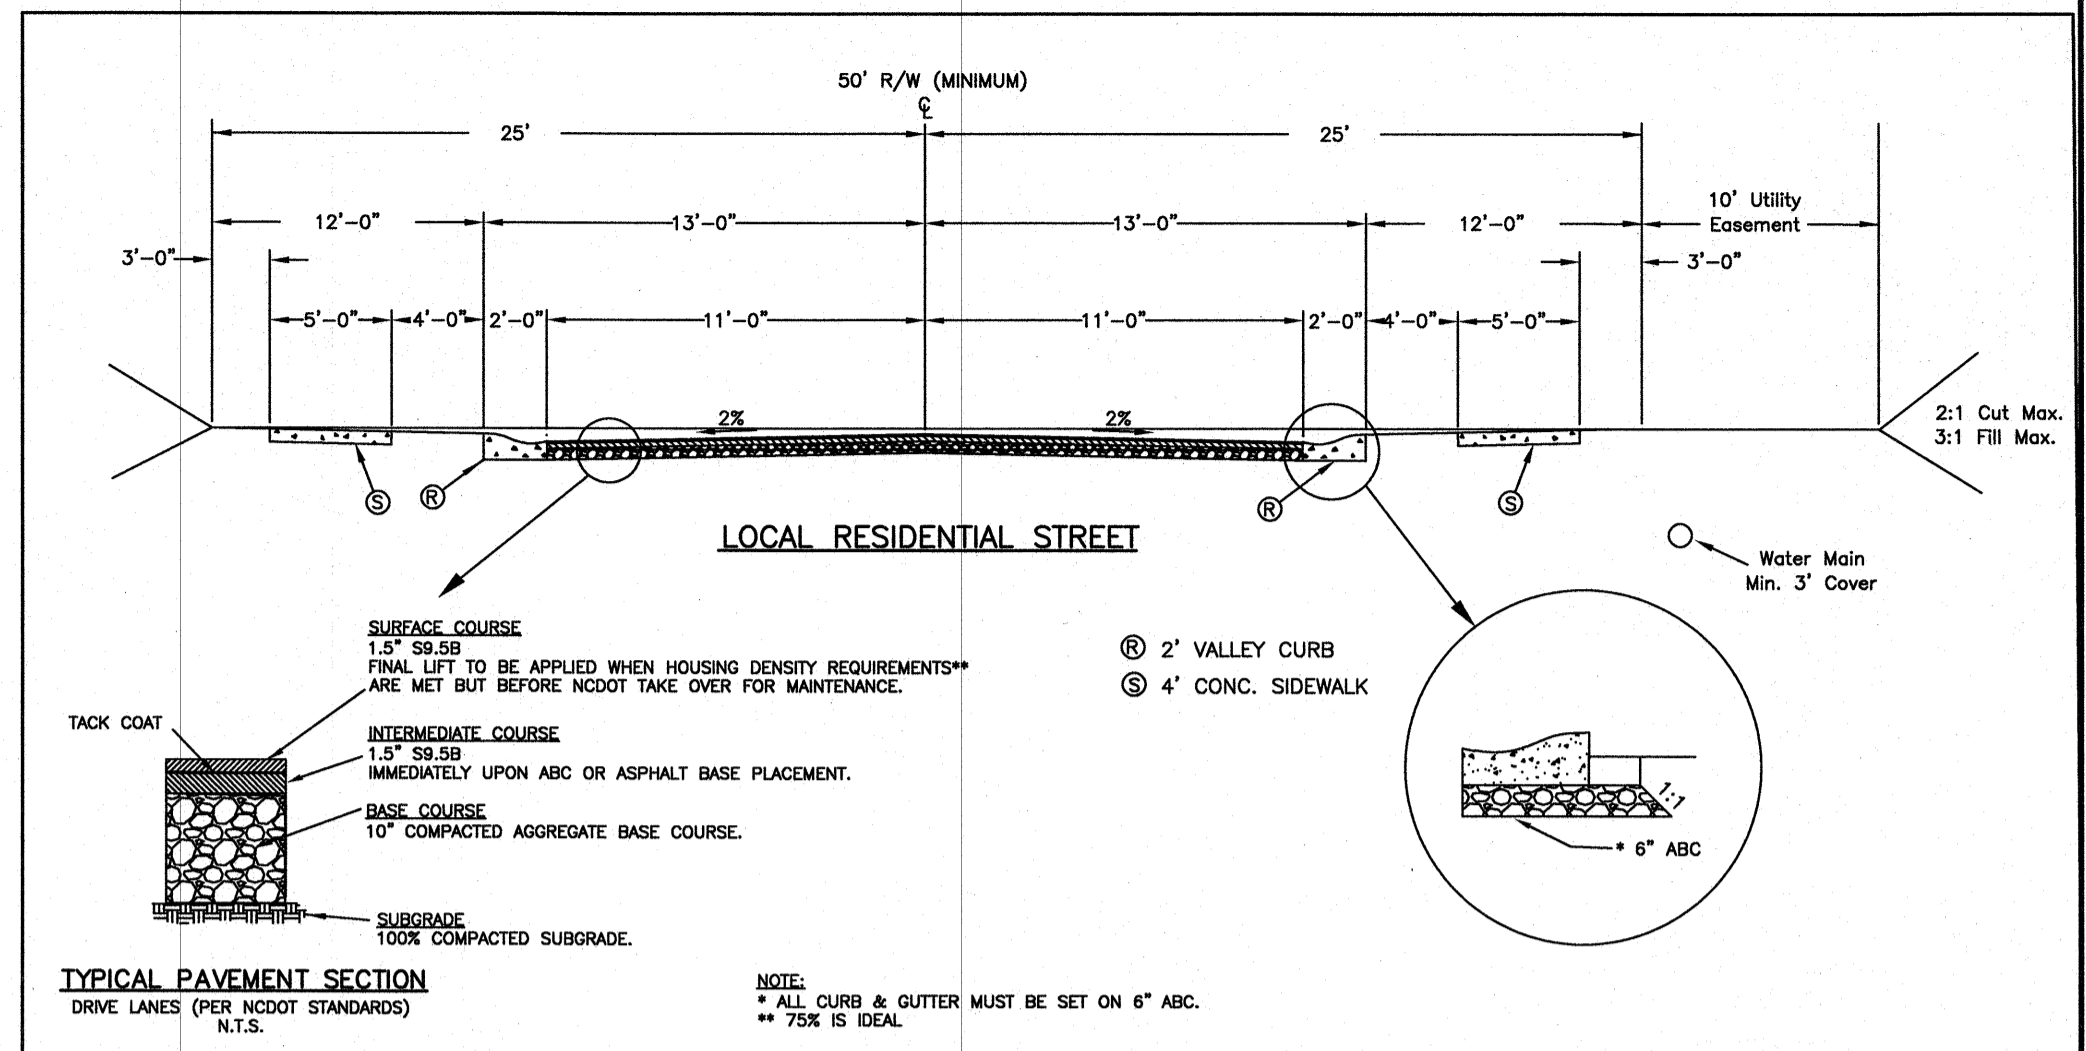 50' R/W (MINIMUM)
℄
25'
25'
12'-0"
13'-0"
13'-0"
12'-0"
10' Utility
Easement
3'-0"
3'-0"
5'-0"
4'-0"
2'-0"
11'-0"
11'-0"
2'-0"
4'-0"
5'-0"
2%
2%
2:1 Cut Max.
3:1 Fill Max.
S
R
R
S
LOCAL RESIDENTIAL STREET
Water Main
Min. 3' Cover
SURFACE COURSE
1.5" S9.5B
FINAL LIFT TO BE APPLIED WHEN HOUSING DENSITY REQUIREMENTS**
ARE MET BUT BEFORE NCDOT TAKE OVER FOR MAINTENANCE.
R 2' VALLEY CURB
S 4' CONC. SIDEWALK
TACK COAT
INTERMEDIATE COURSE
1.5" S9.5B
IMMEDIATELY UPON ABC OR ASPHALT BASE PLACEMENT.
BASE COURSE
10" COMPACTED AGGREGATE BASE COURSE.
1:1
* 6" ABC
SUBGRADE
100% COMPACTED SUBGRADE.
TYPICAL PAVEMENT SECTION
DRIVE LANES (PER NCDOT STANDARDS)
N.T.S.
NOTE:
* ALL CURB & GUTTER MUST BE SET ON 6" ABC.
** 75% IS IDEAL